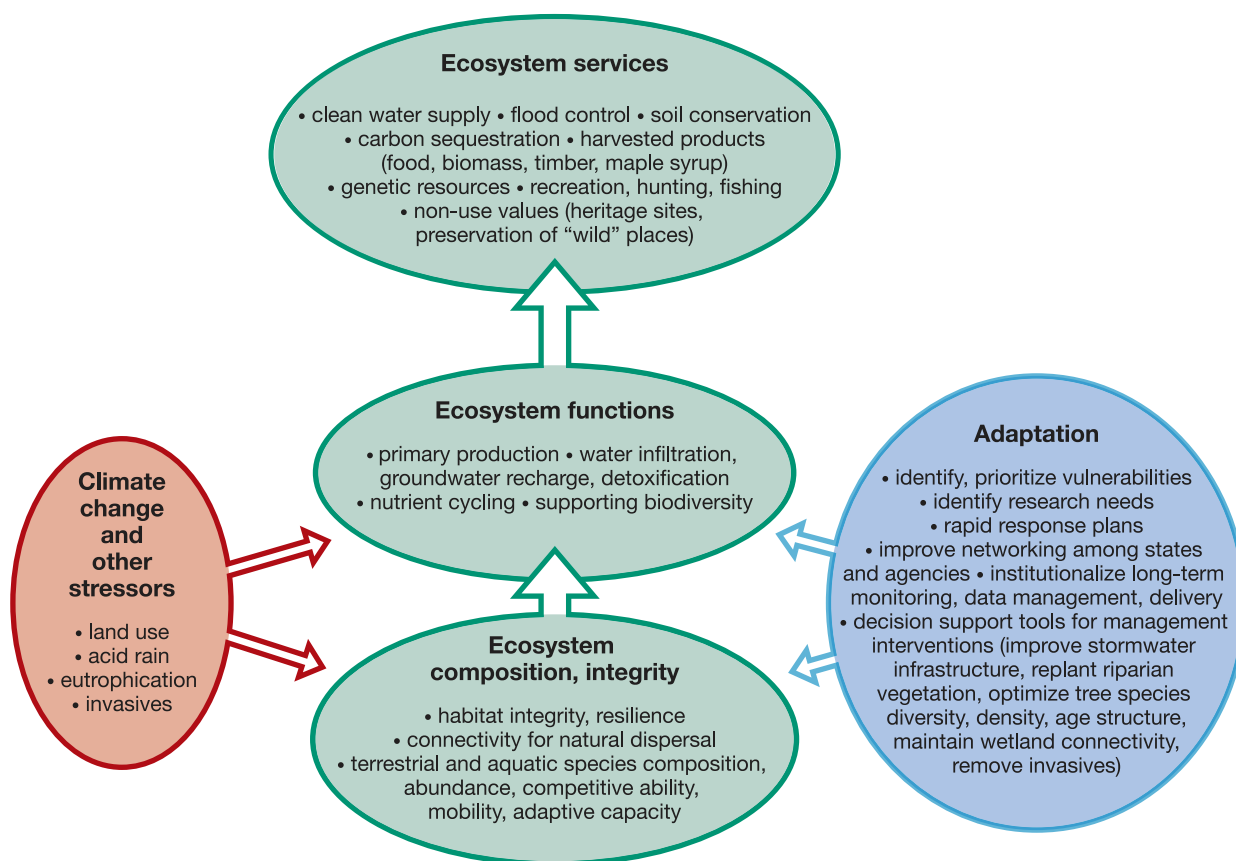 Ecosystem services
• clean water supply • flood control • soil conservation
• carbon sequestration • harvested products
(food, biomass, timber, maple syrup)
• genetic resources • recreation, hunting, fishing
• non-use values (heritage sites,
preservation of “wild” places)
Ecosystem functions
• primary production • water infiltration,
groundwater recharge, detoxification
• nutrient cycling • supporting biodiversity
Climate
change
and
other
stressors
• land use
• acid rain
• eutrophication
• invasives
Ecosystem
composition, integrity
• habitat integrity, resilience
• connectivity for natural dispersal
• terrestrial and aquatic species composition,
abundance, competitive ability,
mobility, adaptive capacity
Adaptation
• identify, prioritize vulnerabilities
• identify research needs
• rapid response plans
• improve networking among states
and agencies • institutionalize long-term
monitoring, data management, delivery
• decision support tools for management
interventions (improve stormwater
infrastructure, replant riparian
vegetation, optimize tree species
diversity, density, age structure,
maintain wetland connectivity,
remove invasives)